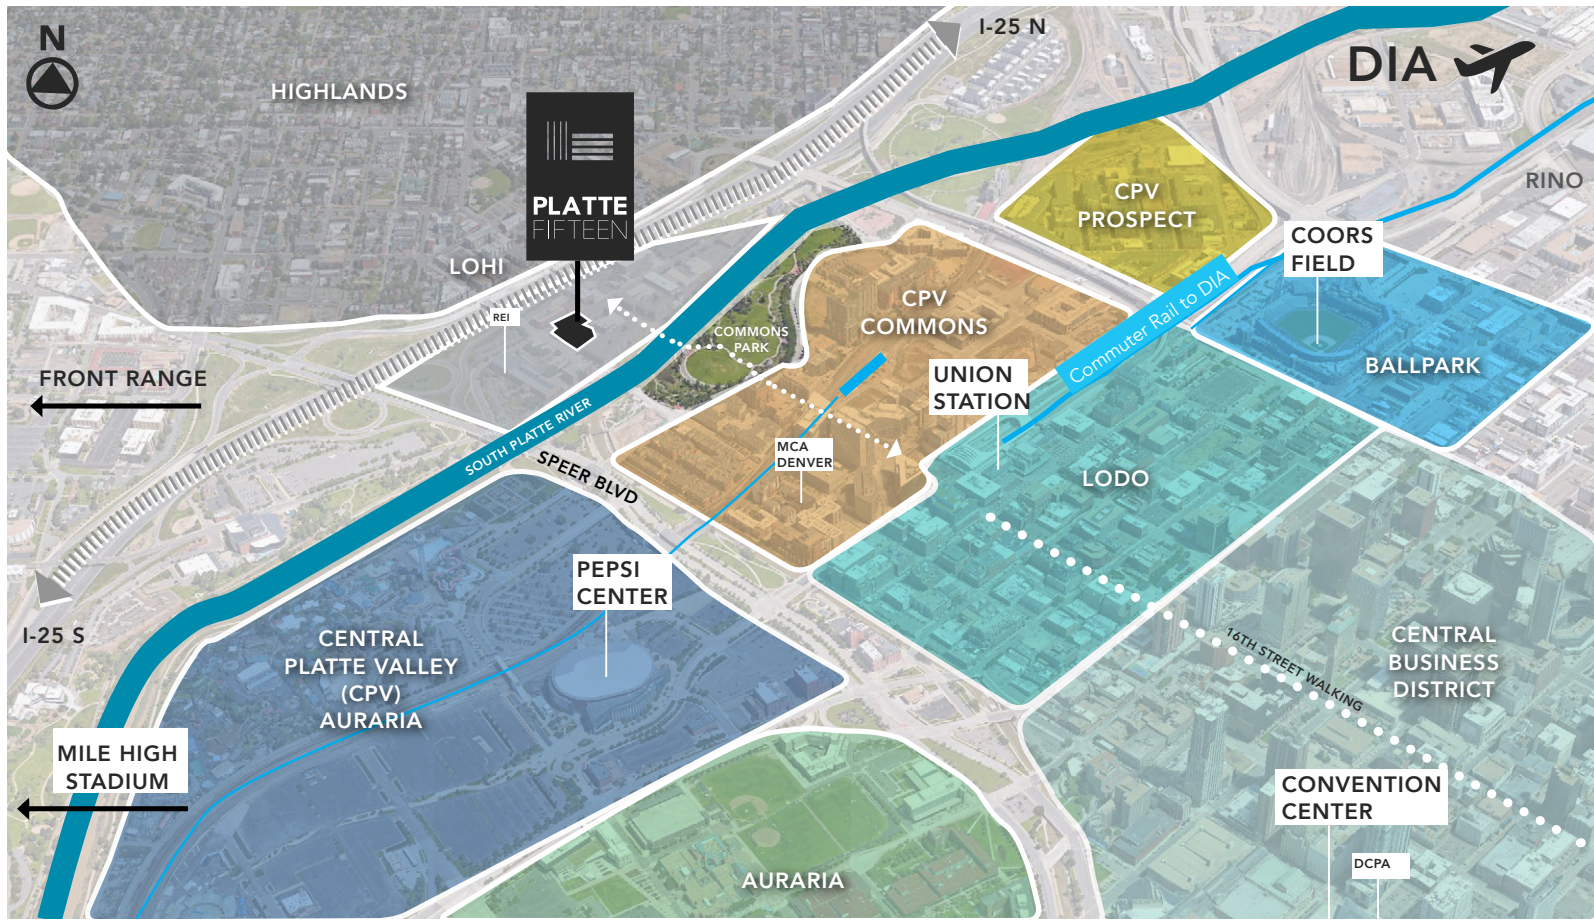 N
I-25 N
DIA
HIGHLANDS
PLATTE
FIFTEEN
RINO
CPV
PROSPECT
COORS
FIELD
LOHI
REI
CPV
COMMONS
Commuter Rail to DIA
COMMONS
PARK
BALLPARK
FRONT RANGE
UNION
STATION
SOUTH PLATTE RIVER
MCA
DENVER
SPEER BLVD
LODO
PEPSI
CENTER
I-25 S
CENTRAL
PLATTE VALLEY
(CPV)
AURARIA
16TH STREET WALKING
CENTRAL
BUSINESS
DISTRICT
MILE HIGH
STADIUM
CONVENTION
CENTER
DCPA
AURARIA